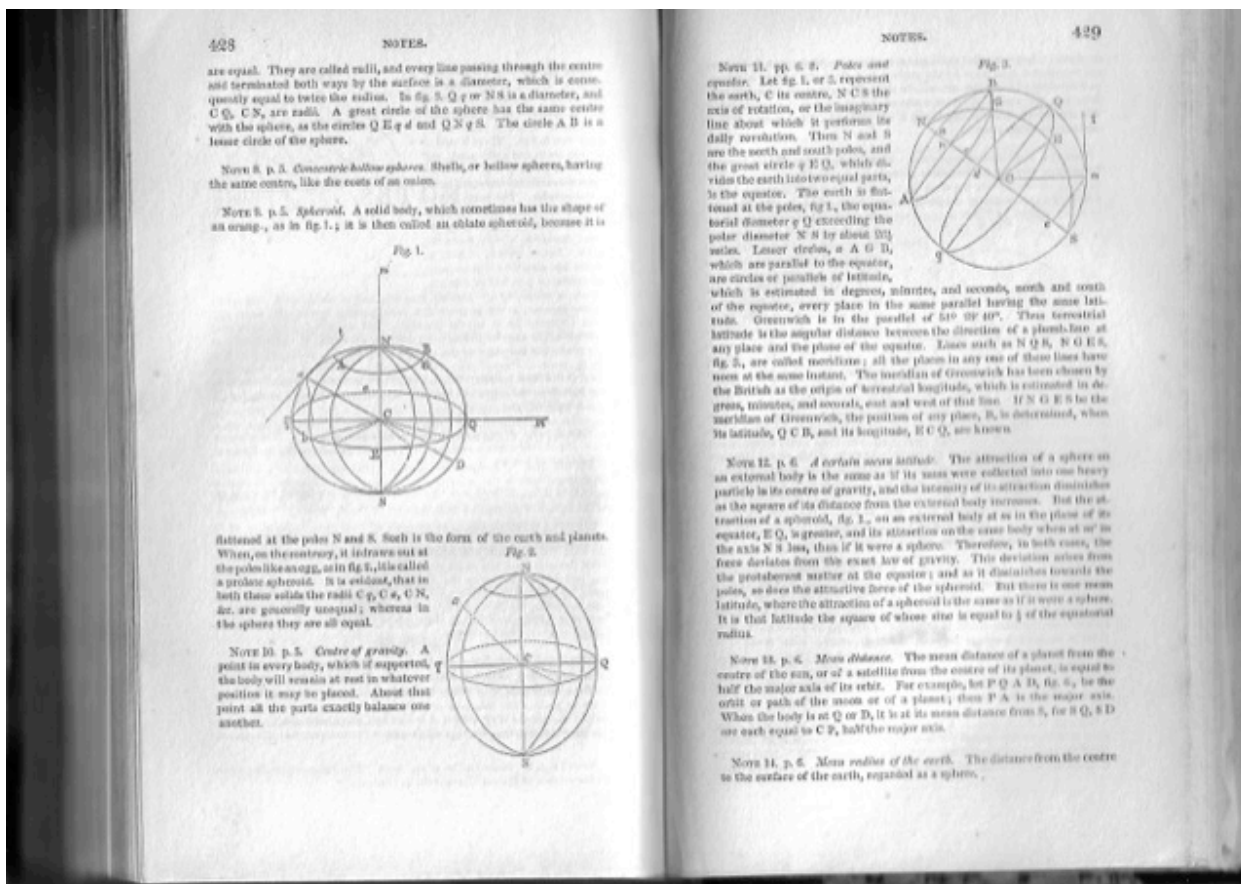 428
NOTES.
are equal. They are called radii, and every line passing through the centre
and terminated both ways by the surface is a diameter, which is conse-
quently equal to twice the radius. In fig. 3. Q q or N S is a diameter, and
C Q, C N, are radii. A great circle of the sphere has the same centre
with the sphere, as the circles Q E q d and Q N q S. The circle A B is a
lesser circle of the sphere.
NOTE 8. p. 5. Concentric hollow spheres. Shells, or hollow spheres, having
the same centre, like the coats of an onion.
NOTE 9. p. 5. Spheroid. A solid body, which sometimes has the shape of
an orang., as in fig. 1.; it is then called an oblate spheroid, because it is
Fig. 1.
N
B
A
G
C
Q
E
D
S
flattened at the poles N and S. Such is the form of the earth and planets.
When, on the contrary, it is drawn out at
the poles like an egg, as in fig. 2., it is called
a prolate spheroid. It is evident, that in
both these solids the radii C q, C a, C N,
&c. are generally unequal; whereas in
the sphere they are all equal.
Fig. 2.
N
a
C
q
Q
S
NOTE 10. p. 5. Centre of gravity. A
point in every body, which if supported,
the body will remain at rest in whatever
position it may be placed. About that
point all the parts exactly balance one
another.
NOTES.
429
NOTE 11. pp. 6. 8. Poles and
equator. Let fig. 1. or 3. represent
the earth, C its centre, N C S the
axis of rotation, or the imaginary
line about which it performs its
daily revolution. Then N and S
are the north and south poles, and
the great circle q E Q, which di-
vides the earth into two equal parts,
is the equator. The earth is flat-
tened at the poles, fig 1., the equa-
torial diameter q Q exceeding the
polar diameter N S by about
miles. Lesser circles, A G B,
which are parallel to the equator,
are circles or parallels of latitude,
Fig. 3.
N
Q
A
q
S
which is estimated in degrees, minutes, and seconds, north and south
of the equator, every place in the same parallel having the same lati-
tude. Greenwich is in the parallel of 51° Thus terrestrial
latitude is the angular distance between the direction of a plumb-line at
any place and the plane of the equator. Lines such as N Q S, N G E S,
fig. 3., are called meridians; all the places in any one of these lines have
noon at the same instant. The meridian of Greenwich has been chosen by
the British as the origin of terrestrial longitude, which is estimated in de-
grees, minutes, and seconds, east and west of that line. If N G E S be the
meridian of Greenwich, the position of any place, B, is determined, when
its latitude, Q C B, and its longitude, E C Q, are known.
NOTE 12. p. 6. A certain mean latitude. The attraction of a sphere on
an external body is the same as if its mass were collected into one heavy
particle in its centre of gravity, and the intensity of its attraction diminishes
as the square of its distance from the external body increases. But the at-
traction of a spheroid, fig. 1., on an external body at m in the plane of its
equator, E Q, is greater, and its attraction on the same body when at m' in
the axis N S less, than if it were a sphere. Therefore, in both cases, the
force deviates from the exact law of gravity. This deviation arises from
the protuberant matter at the equator; and as it diminishes towards the
poles, so does the attractive force of the spheroid. But there is one mean
latitude, where the attraction of a spheroid is the same as if it were a sphere.
It is that latitude the square of whose sine is equal to ⅓ of the equatorial
radius.
NOTE 13. p. 6. Mean distance. The mean distance of a planet from the
centre of the sun, or of a satellite from the centre of its planet, is equal to
half the major axis of its orbit. For example, let P Q A D, fig. 6., be the
orbit or path of the moon or of a planet; then P A is the major axis.
When the body is at Q or D, it is at its mean distance from S, for S Q, S D
are each equal to C P, half the major axis.
NOTE 14. p. 6. Mean radius of the earth. The distance from the centre
to the surface of the earth, regarded as a sphere.